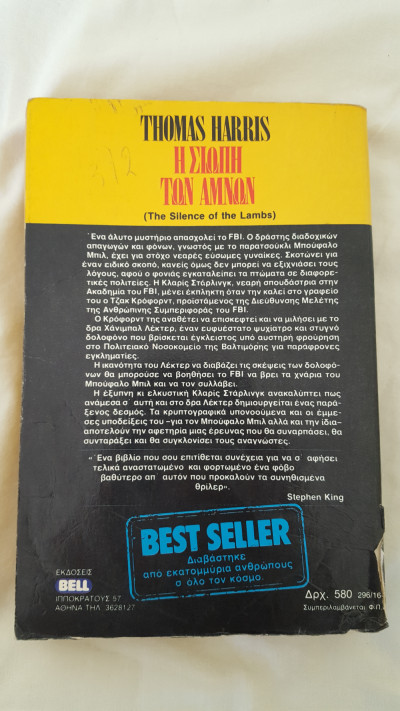 312
THOMAS HARRIS
Η ΣΙΩΠΗ
ΤΩΝ ΑΜΝΩΝ
(The Silence of the Lambs)
Ένα άλυτο μυστήριο απασχολεί το FBI. Ο δράστης διαδοχικών
απαγωγών και φόνων, γνωστός με το παρατσούκλι Μπούφαλο
Μπιλ, έχει για στόχο νεαρές εύσωμες γυναίκες. Σκοτώνει για
έναν ειδικό σκοπό, κανείς όμως δεν μπορεί να εξιχνιάσει τους
λόγους, αφού ο φονιάς εγκαταλείπει τα πτώματα σε διαφορε-
τικές πολιτείες. Η Κλαρίς Στάρλινγκ, νεαρή σπουδάστρια στην
Ακαδημία του FBI, μένει έκπληκτη όταν την καλεί στο γραφείο
του ο Τζακ Κρόφορντ, προϊστάμενος της Διεύθυνσης Μελέτης
της Ανθρώπινης Συμπεριφοράς του FBI.
Ο Κρόφορντ της αναθέτει να επισκεφτεί και να μιλήσει με το
δρα Χάνιμπαλ Λέκτερ, έναν ευφυέστατο ψυχίατρο και στυγνό
δολοφόνο που βρίσκεται έγκλειστος υπό αυστηρή φρούρηση
στο Πολιτειακό Νοσοκομείο της Βαλτιμόρης για παράφρονες
εγκληματίες.
Η ικανότητα του Λέκτερ να διαβάζει τις σκέψεις των δολοφό-
νων θα μπορούσε να βοηθήσει το FBI να βρει τα χνάρια του
Μπούφαλο Μπιλ και να τον συλλάβει.
Η έξυπνη κι ελκυστική Κλαρίς Στάρλινγκ ανακαλύπτει πως
ανάμεσα σ΄ αυτή και στο δρα Λέκτερ δημιουργείται ένας παρά-
ξενος δεσμός. Τα κρυπτογραφικά υπονοούμενα και οι έμμε-
σες υποδείξεις του -για τον Μπούφαλο Μπιλ αλλά και την ίδια-
αποτελούν την αφετηρία μιας έρευνας που θα συναρπάσει, θα
συνταράξει και θα συγκλονίσει τους αναγνώστες.
«΄Ενα βιβλίο που σου επιτίθεται συνέχεια για να σ΄ αφήσει
τελικά αναστατωμένο και φορτωμένο ένα φόβο
βαθύτερο απ΄ αυτόν που προκαλούν τα συνηθισμένα
θρίλερ».
Stephen King
BEST SELLER
Διαβάστηκε
από εκατομμύρια ανθρώπους
σ΄ όλο τον κόσμο.
ΕΚΔΟΣΕΙΣ
BELL
ΙΠΠΟΚΡΑΤΟΥΣ 57
ΑΘΗΝΑ ΤΗΛ. 3628127
Δρχ. 580 296/16
Συμπεριλαμβάνεται Φ.Π.